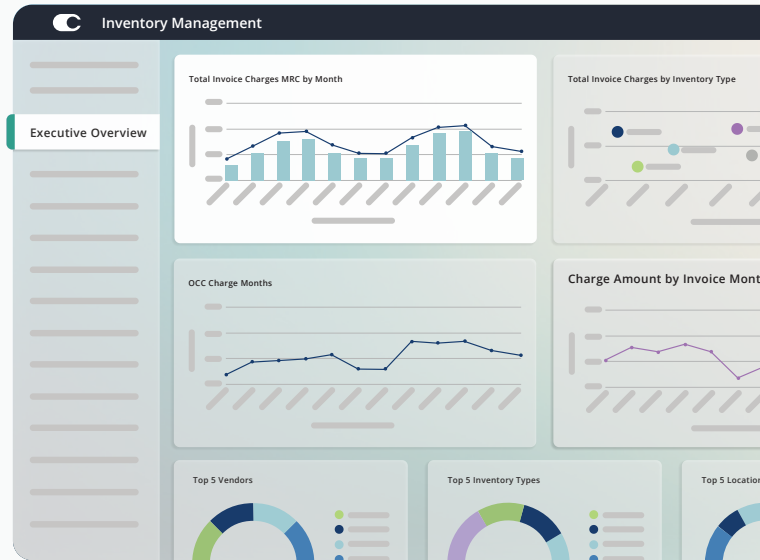 Inventory Management
Executive Overview
Total Invoice Charges MRC by Month
Total Invoice Charges by Inventory Type
OCC Charge Months
Charge Amount by Invoice Mont
Top 5 Vendors
Top 5 Inventory Types
Top 5 Location